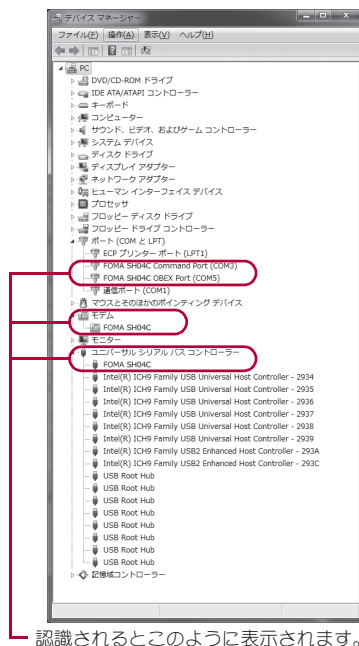 デバイス マネージャー
ファイル(F) 操作(A) 表示(V) ヘルプ(H)
PC
DVD/CD-ROM ドライブ
IDE ATA/ATAPI コントローラー
キーボード
コンピューター
サウンド、ビデオ、およびゲーム コントローラー
システム デバイス
ディスク ドライブ
ディスプレイ アダプター
ネットワーク アダプター
ヒューマン インターフェイス デバイス
プロセッサ
フロッピー ディスク ドライブ
フロッピー ドライブ コントローラー
ポート (COM と LPT)
ECP プリンター ポート (LPT1)
FOMA SH04C Command Port (COM3)
FOMA SH04C OBEX Port (COM5)
通信ポート (COM1)
マウスとそのほかのポインティング デバイス
モデム
FOMA SH04C
モニター
ユニバーサル シリアル バス コントローラー
FOMA SH04C
Intel(R) ICH9 Family USB Universal Host Controller - 2934
Intel(R) ICH9 Family USB Universal Host Controller - 2935
Intel(R) ICH9 Family USB Universal Host Controller - 2936
Intel(R) ICH9 Family USB Universal Host Controller - 2937
Intel(R) ICH9 Family USB Universal Host Controller - 2938
Intel(R) ICH9 Family USB Universal Host Controller - 2939
Intel(R) ICH9 Family USB2 Enhanced Host Controller - 293A
Intel(R) ICH9 Family USB2 Enhanced Host Controller - 293C
USB Root Hub
USB Root Hub
USB Root Hub
USB Root Hub
USB Root Hub
USB Root Hub
USB Root Hub
USB Root Hub
記憶域コントローラー
認識されるとこのように表示されます。